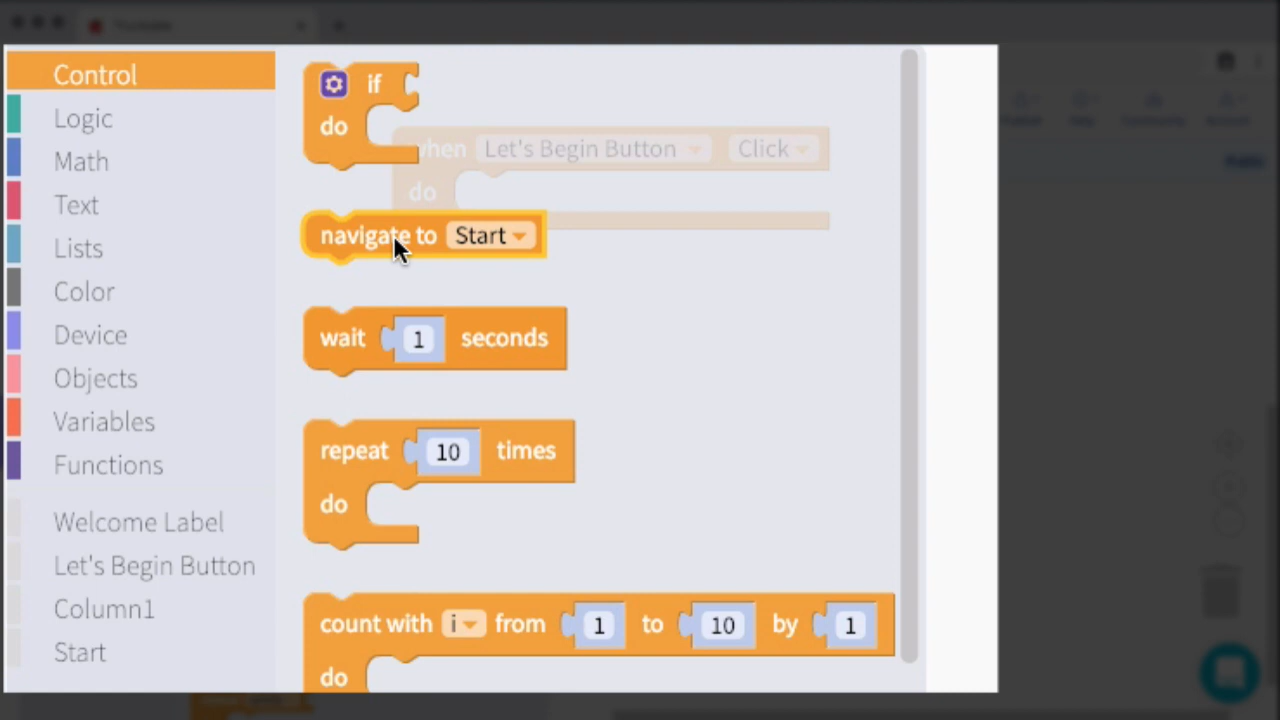 Control
Logic
Math
Text
Lists
Color
Device
Objects
Variables
Functions
Welcome Label
Let's Begin Button
Column1
Start
if
do
when Let's Begin Button Click
do
navigate to Start
wait 1 seconds
repeat 10 times
do
count with i from 1 to 10 by 1
do